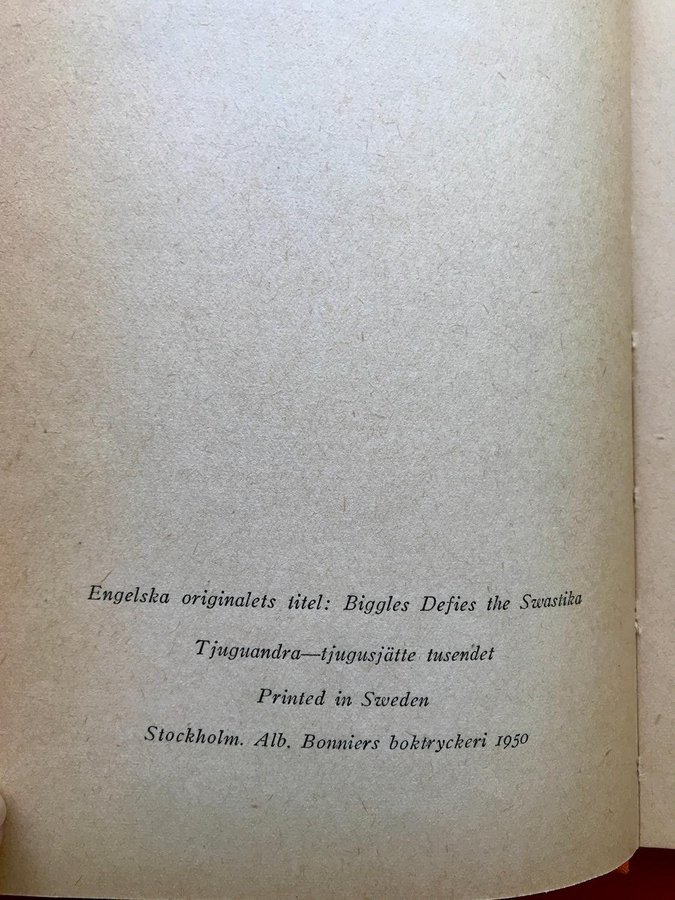 Engelska originalets titel: Biggles Defies the Swastika
Tjuguandra—tjugusjätte tusendet
Printed in Sweden
Stockholm. Alb. Bonniers boktryckeri 1950